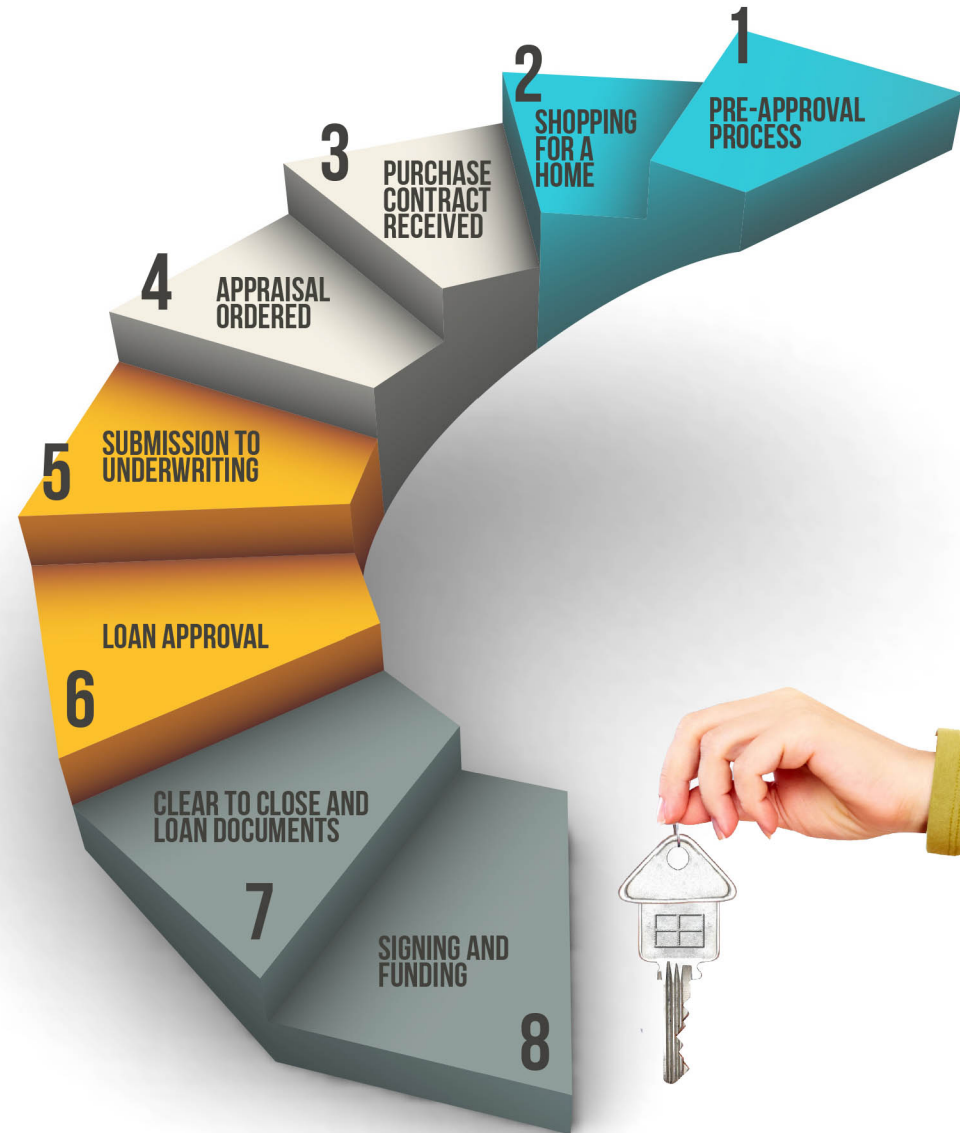 1
PRE-APPROVAL
PROCESS
2
SHOPPING
FOR A
HOME
3
PURCHASE
CONTRACT
RECEIVED
4
APPRAISAL
ORDERED
5
SUBMISSION TO
UNDERWRITING
LOAN APPROVAL
6
CLEAR TO CLOSE AND
LOAN DOCUMENTS
7
SIGNING AND
FUNDING
8